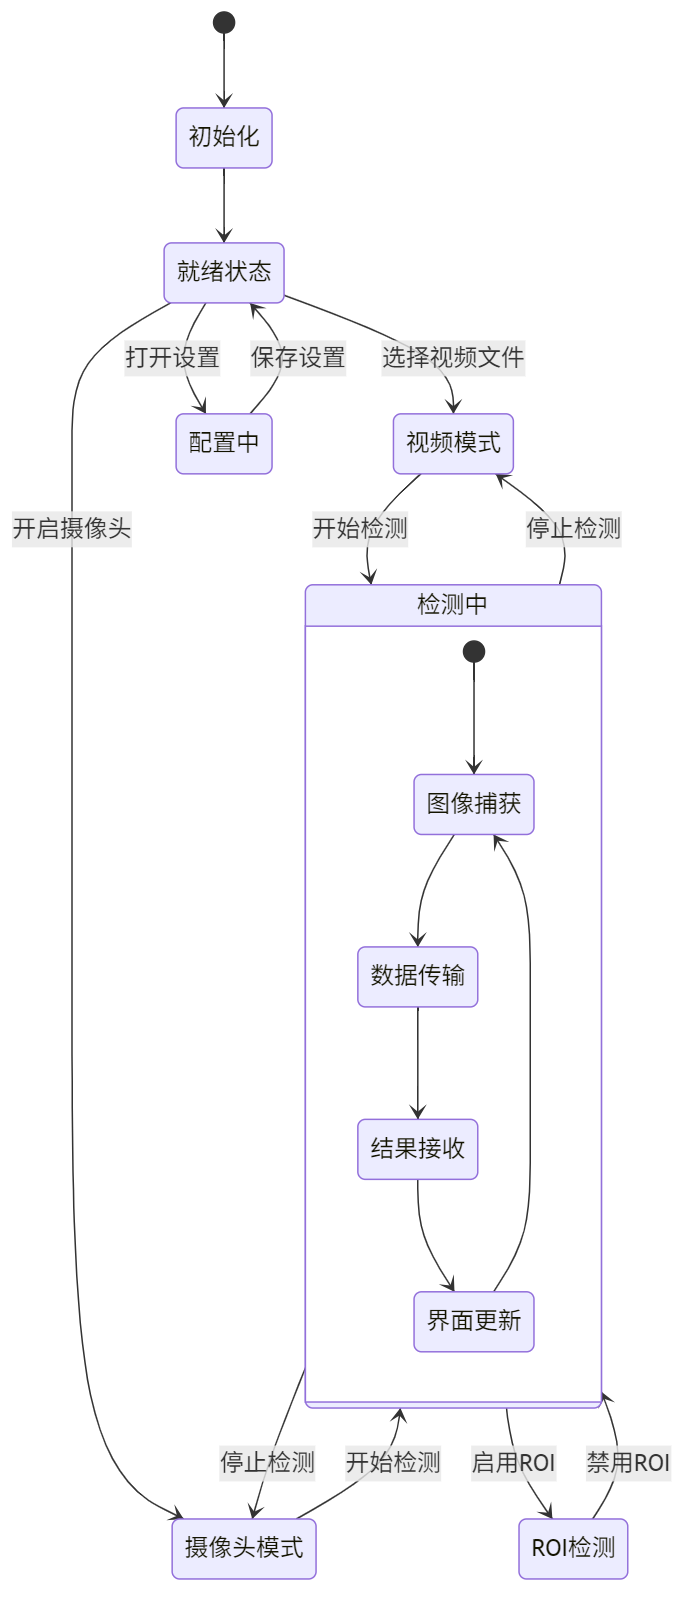 初始化
就绪状态
打开设置
保存设置
选择视频文件
配置中
视频模式
开启摄像头
开始检测
停止检测
检测中
图像捕获
数据传输
结果接收
界面更新
停止检测
开始检测
启用ROI
禁用ROI
摄像头模式
ROI检测